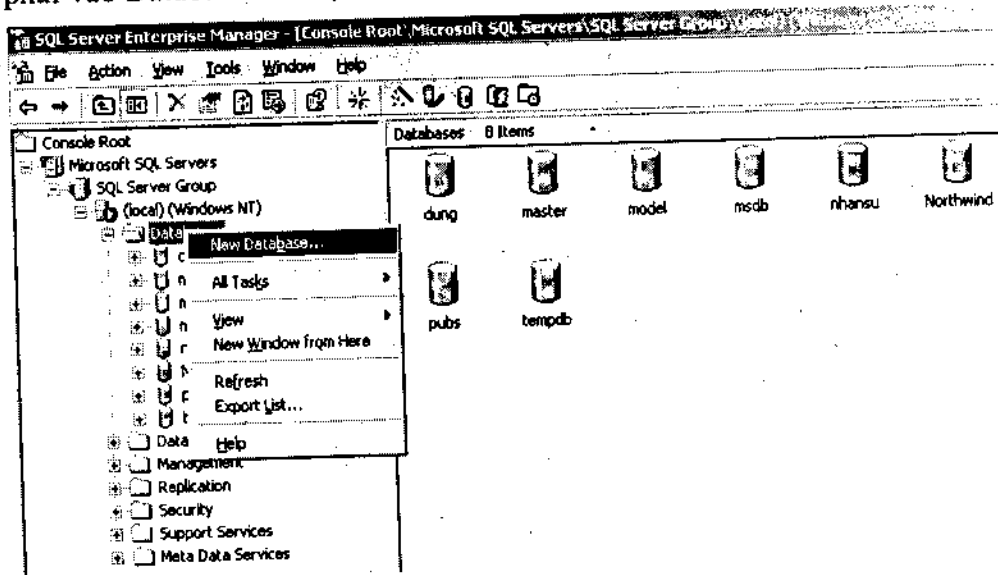 SQL Server Enterprise Manager - [Console Root\Microsoft SQL Servers\SQL Server Group\
File Action View Tools Window Help
Console Root
Microsoft SQL Servers
SQL Server Group
(local) (Windows NT)
Data
Data
Management
Replication
Security
Support Services
Meta Data Services
New Database...
All Tasks
View
New Window from Here
Refresh
Export List...
Help
Databases 8 Items
dung master model msdb nhansu Northwind
pubs tempdb